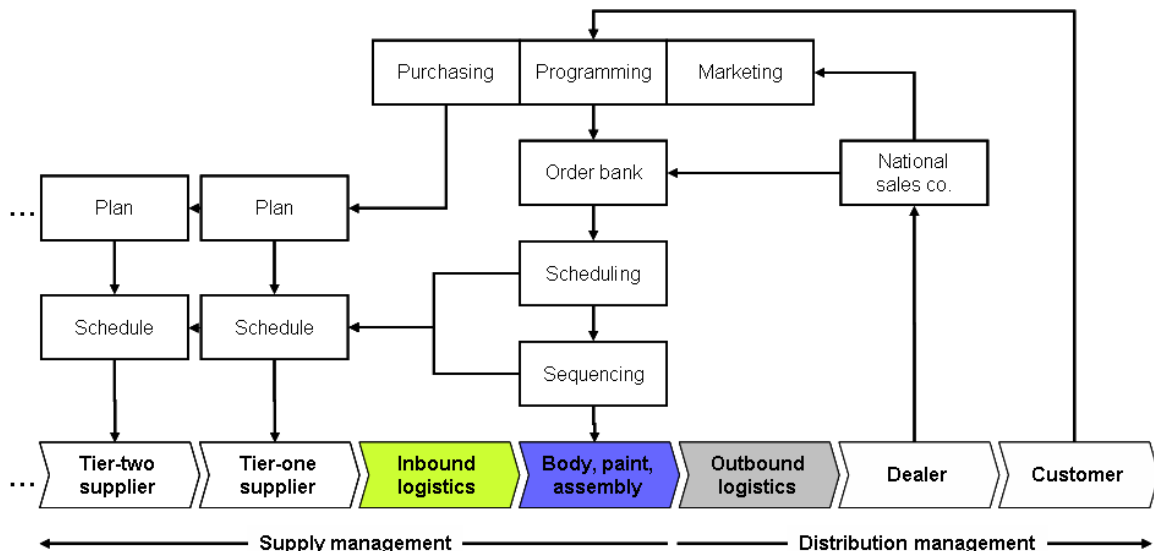 Purchasing
Programming
Marketing
Order bank
National
sales co.
...
Plan
Plan
Scheduling
Schedule
Schedule
Sequencing
...
Tier-two
supplier
Tier-one
supplier
Inbound
logistics
Body, paint,
assembly
Outbound
logistics
Dealer
Customer
Supply management
Distribution management